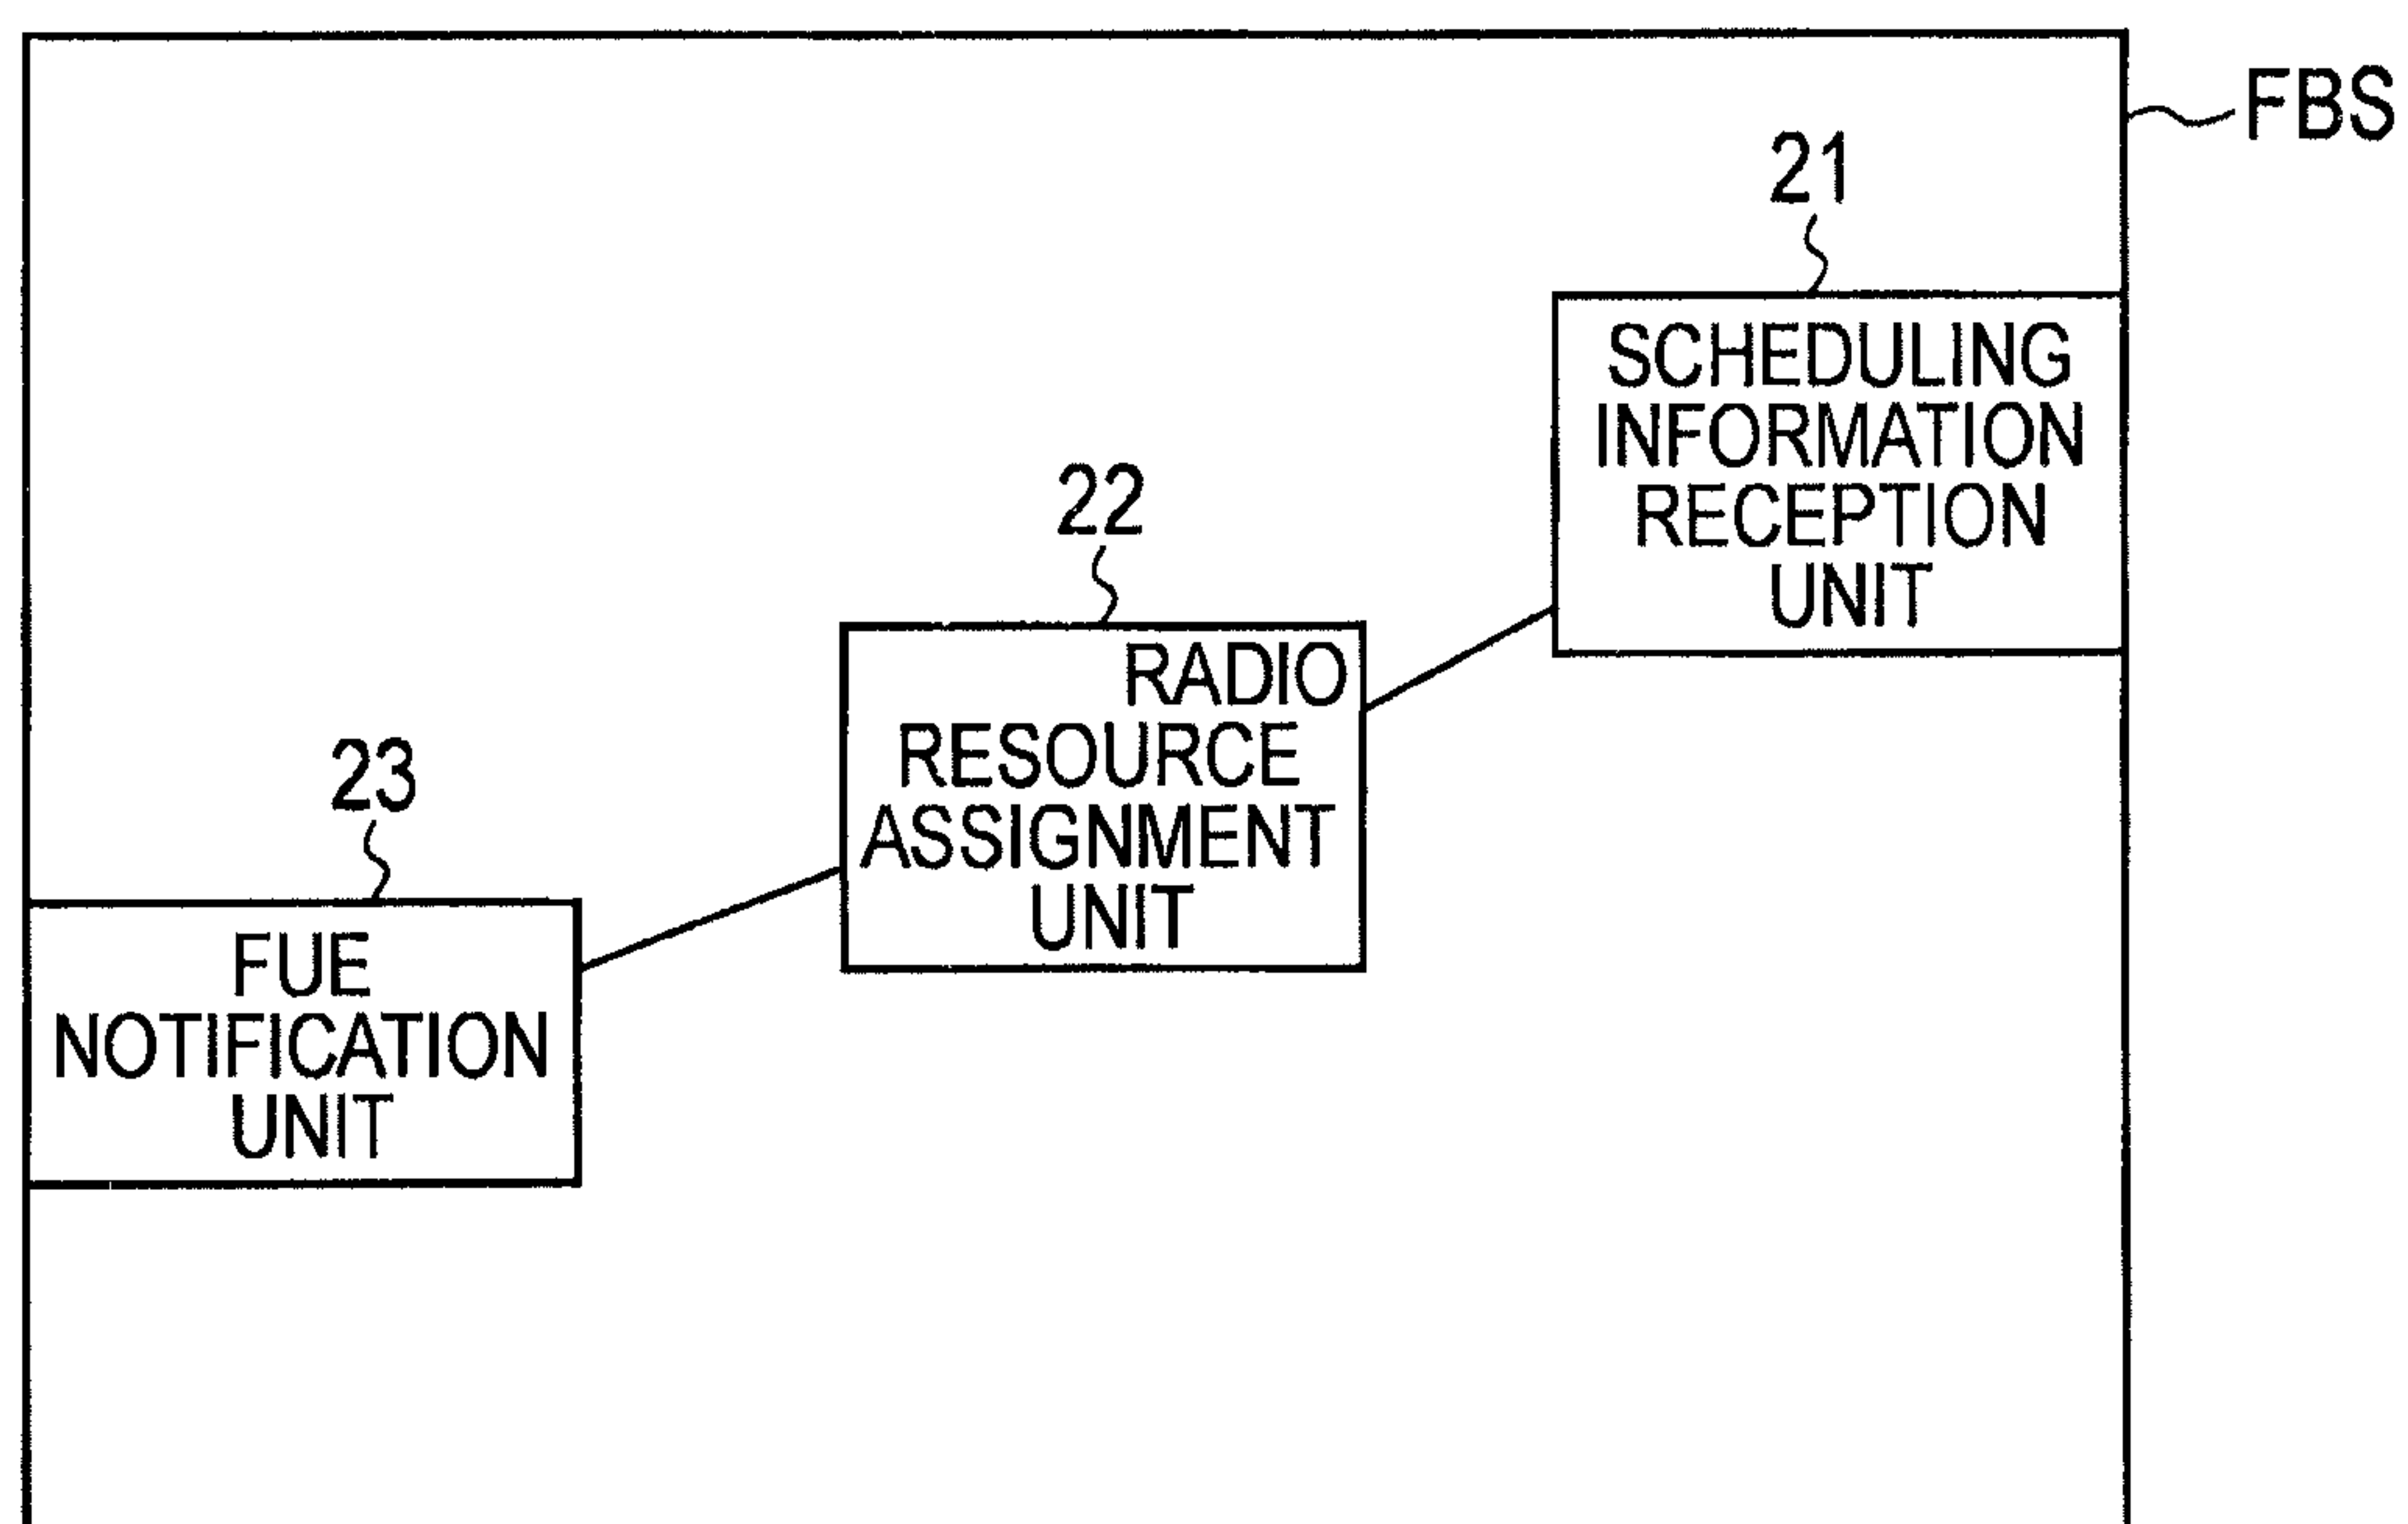 FBS
21
SCHEDULING
INFORMATION
RECEPTION
UNIT
22
RADIO
RESOURCE
ASSIGNMENT
UNIT
23
FUE
NOTIFICATION
UNIT